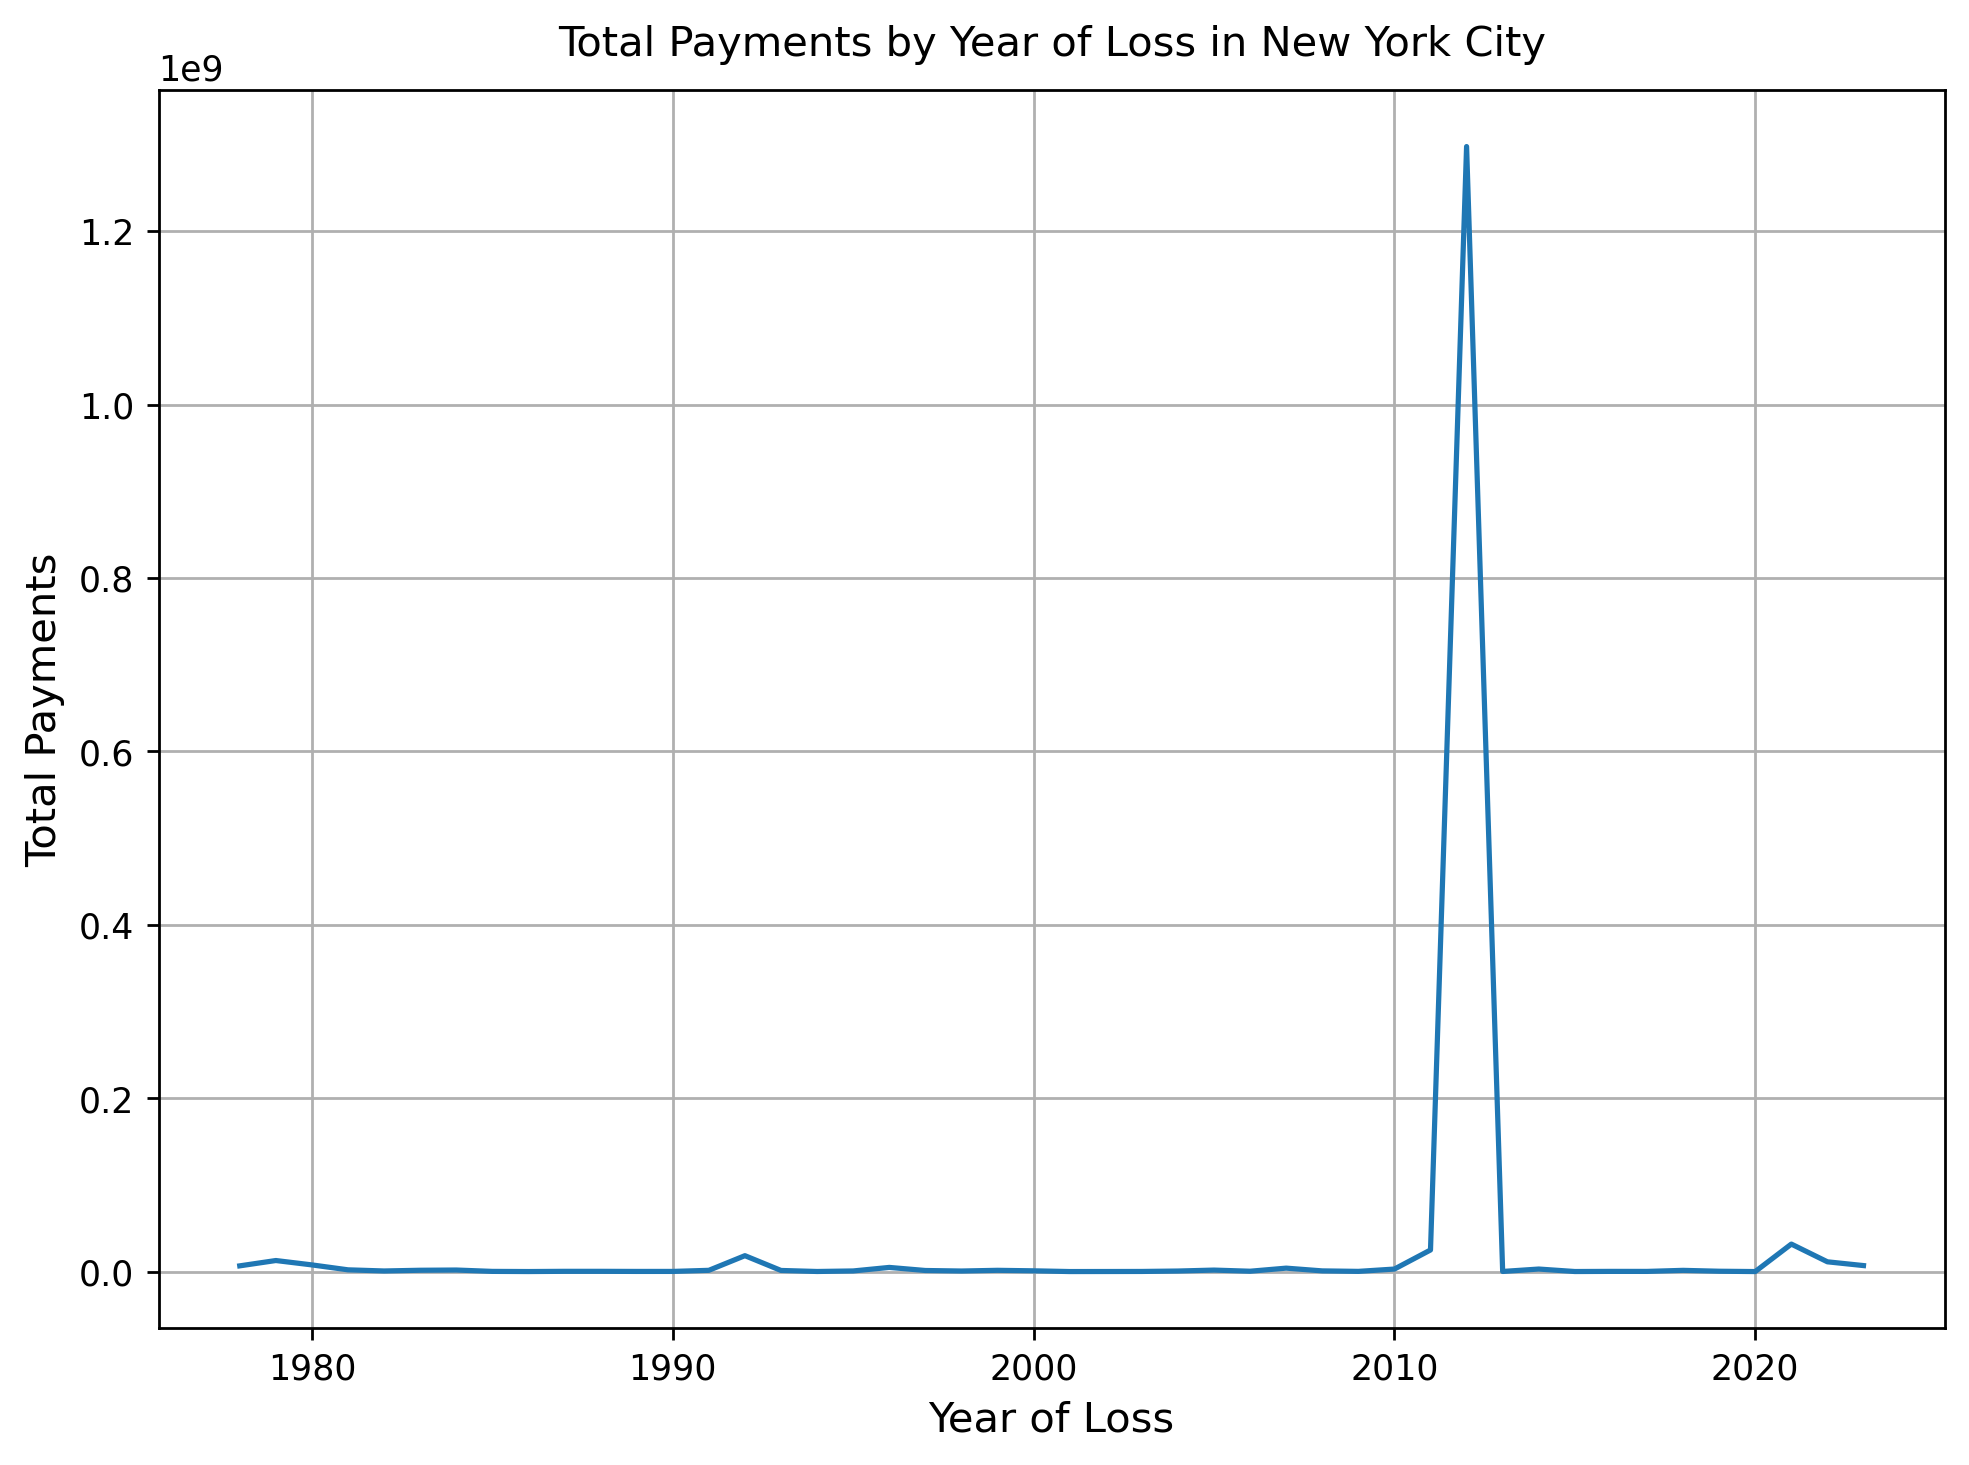 Total Payments by Year of Loss in New York City
1e9
1.2
1.0
0.8
0.6
0.4
0.2
0.0
Total Payments
1980 1990 2000 2010 2020
Year of Loss